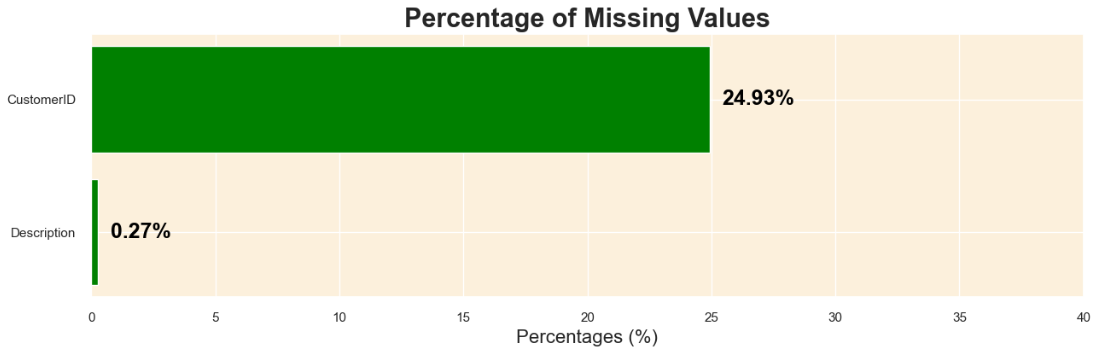 Percentage of Missing Values
CustomerID
24.93%
Description
0.27%
0 5 10 15 20 25 30 35 40
Percentages (%)